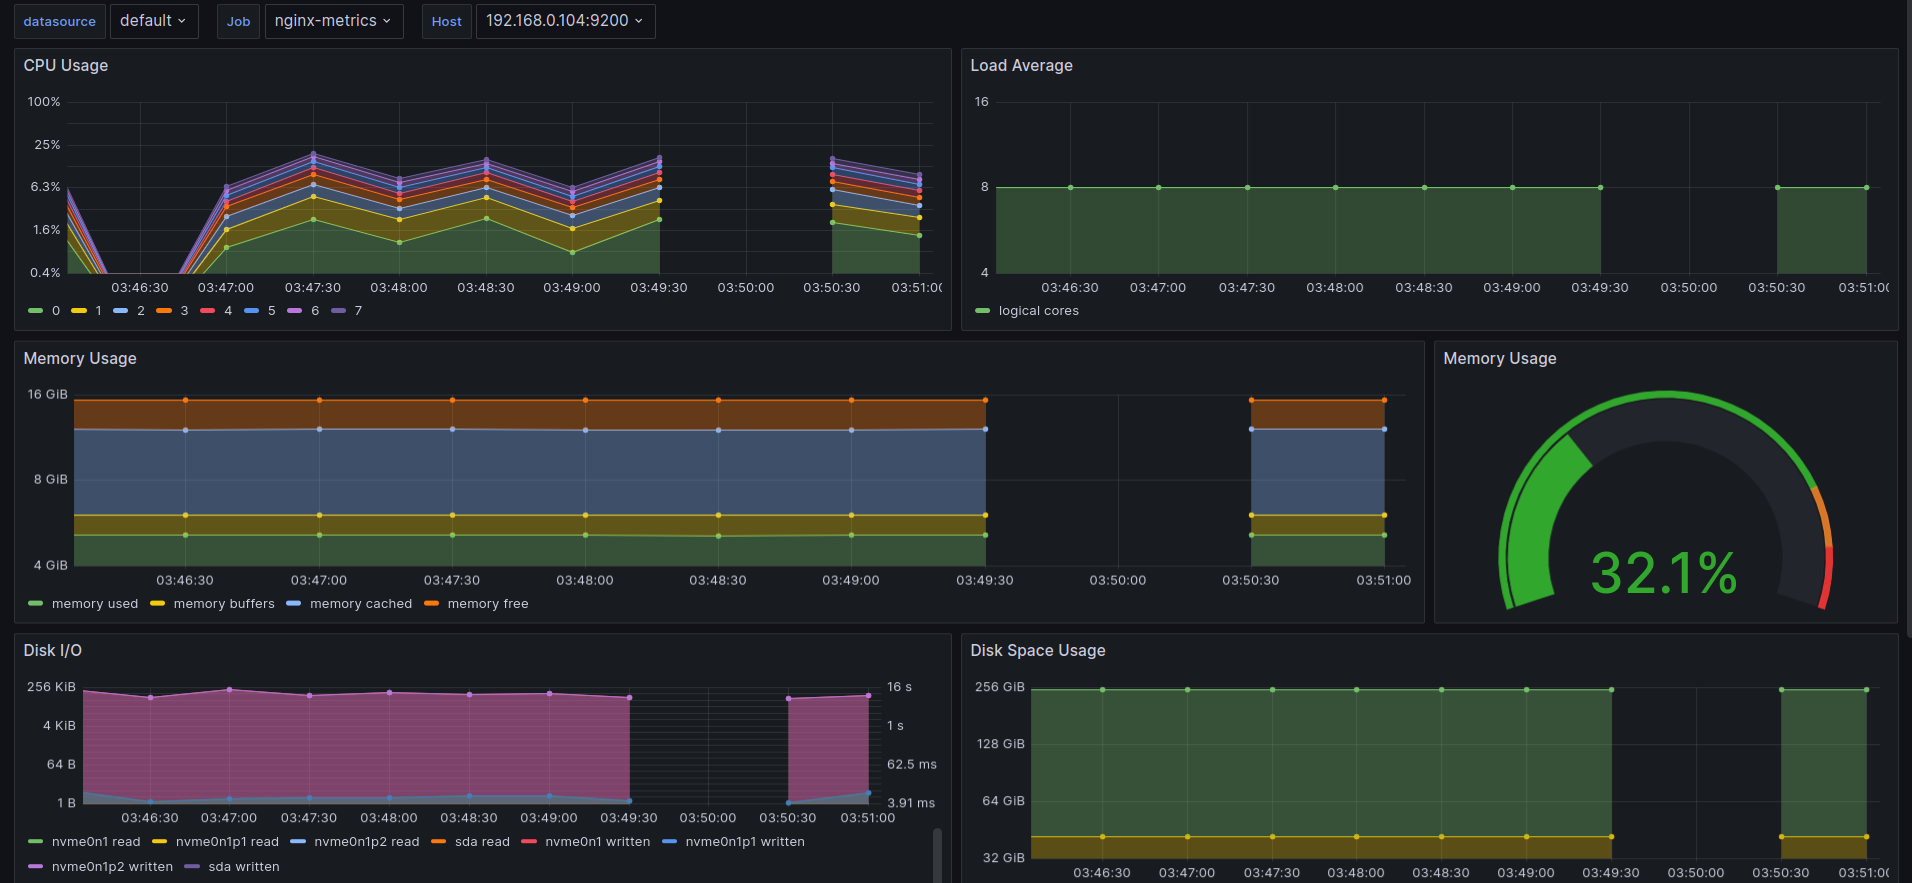 datasource default Job nginx-metrics Host 192.168.0.104:9200
CPU Usage
100%
25%
6.3%
1.6%
0.4%
03:46:30 03:47:00 03:47:30 03:48:00 03:48:30 03:49:00 03:49:30 03:50:00 03:50:30 03:51:00
0 1 2 3 4 5 6 7
Load Average
16
8
4
03:46:30 03:47:00 03:47:30 03:48:00 03:48:30 03:49:00 03:49:30 03:50:00 03:50:30 03:51:00
logical cores
Memory Usage
16 GiB
8 GiB
4 GiB
03:46:30 03:47:00 03:47:30 03:48:00 03:48:30 03:49:00 03:49:30 03:50:00 03:50:30 03:51:00
memory used memory buffers memory cached memory free
Memory Usage
32.1%
Disk I/O
256 KiB 16 s
4 KiB 1 s
64 B 62.5 ms
1 B 3.91 ms
03:46:30 03:47:00 03:47:30 03:48:00 03:48:30 03:49:00 03:49:30 03:50:00 03:50:30 03:51:00
nvme0n1 read nvme0n1p1 read nvme0n1p2 read sda read nvme0n1 written nvme0n1p1 written
nvme0n1p2 written sda written
Disk Space Usage
256 GiB
128 GiB
64 GiB
32 GiB
03:46:30 03:47:00 03:47:30 03:48:00 03:48:30 03:49:00 03:49:30 03:50:00 03:50:30 03:51:00